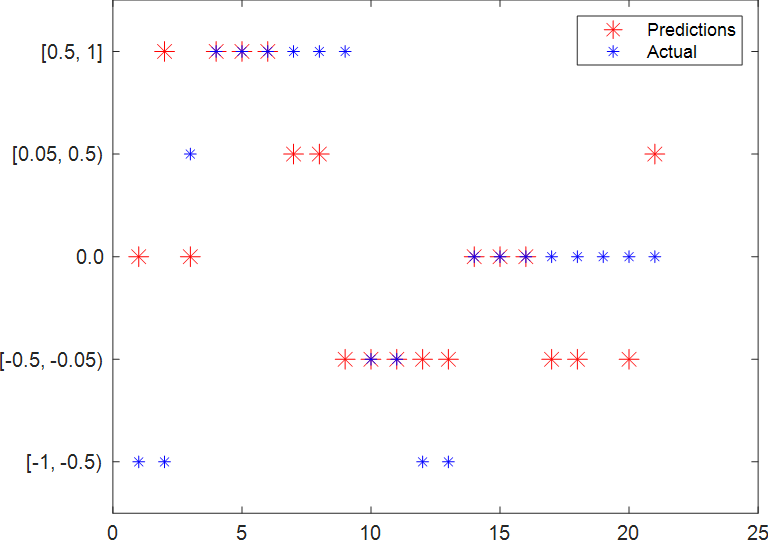 Predictions
Actual
[0.5, 1]
[0.05, 0.5)
0.0
[-0.5, -0.05)
[-1, -0.5)
0 5 10 15 20 25